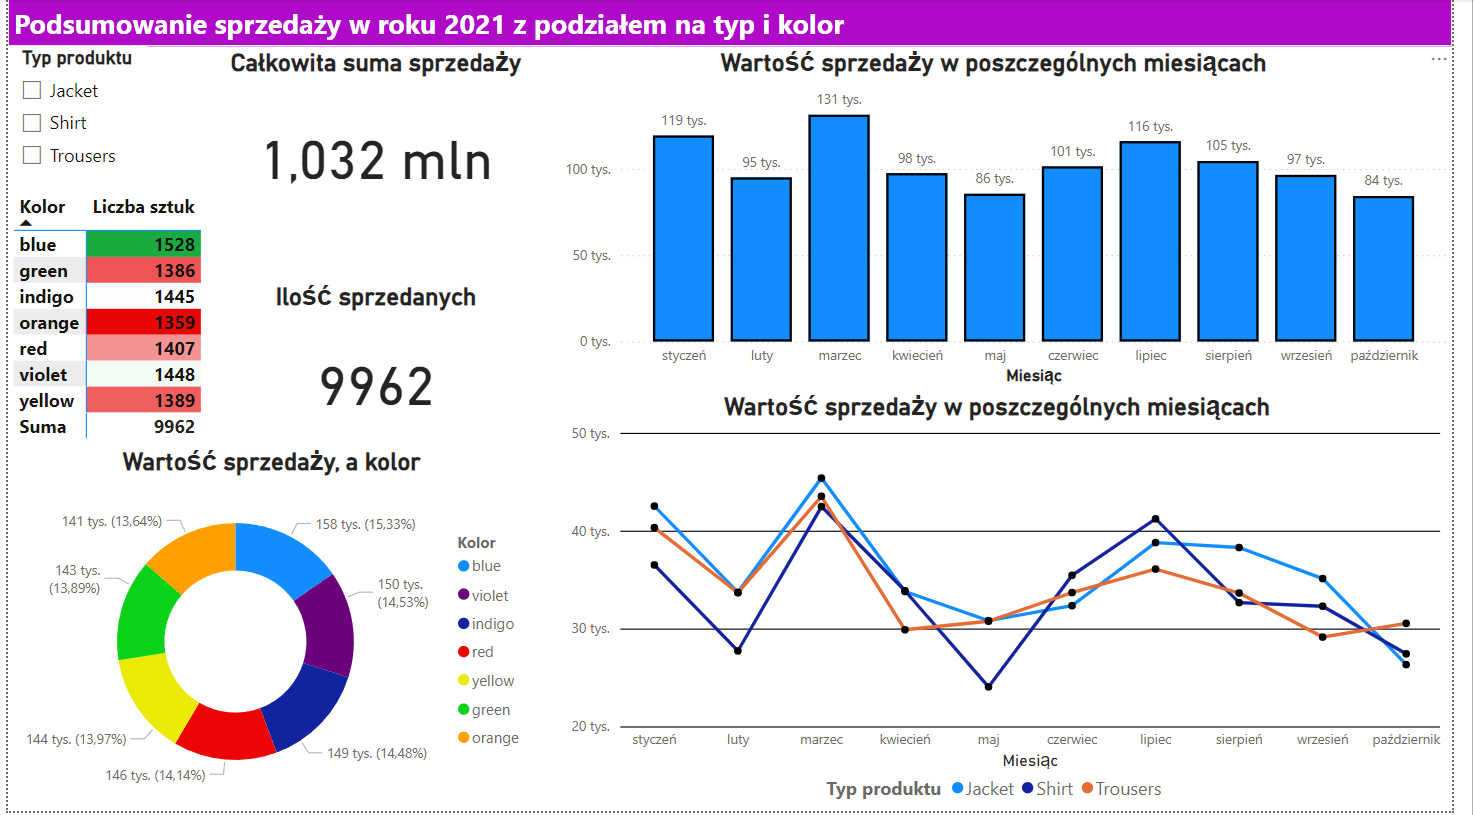 Podsumowanie sprzedaży w roku 2021 z podziałem na typ i kolor
Typ produktu
Jacket
Shirt
Trousers
Kolor Liczba sztuk
blue 1528
green 1386
indigo 1445
orange 1359
red 1407
violet 1448
yellow 1389
Suma 9962
Całkowita suma sprzedaży
1,032 mln
Ilość sprzedanych
9962
Wartość sprzedaży, a kolor
141 tys. (13,64%)
158 tys. (15,33%)
143 tys.
(13,89%)
150 tys.
(14,53%)
144 tys. (13,97%)
149 tys. (14,48%)
146 tys. (14,14%)
Kolor
blue
violet
indigo
red
yellow
green
orange
Wartość sprzedaży w poszczególnych miesiącach
119 tys. 95 tys. 131 tys. 98 tys. 86 tys. 101 tys. 116 tys. 105 tys. 97 tys. 84 tys.
100 tys.
50 tys.
0 tys.
styczeń luty marzec kwiecień maj czerwiec lipiec sierpień wrzesień październik
Miesiąc
Wartość sprzedaży w poszczególnych miesiącach
50 tys.
40 tys.
30 tys.
20 tys.
styczeń luty marzec kwiecień maj czerwiec lipiec sierpień wrzesień październik
Miesiąc
Typ produktu Jacket Shirt Trousers